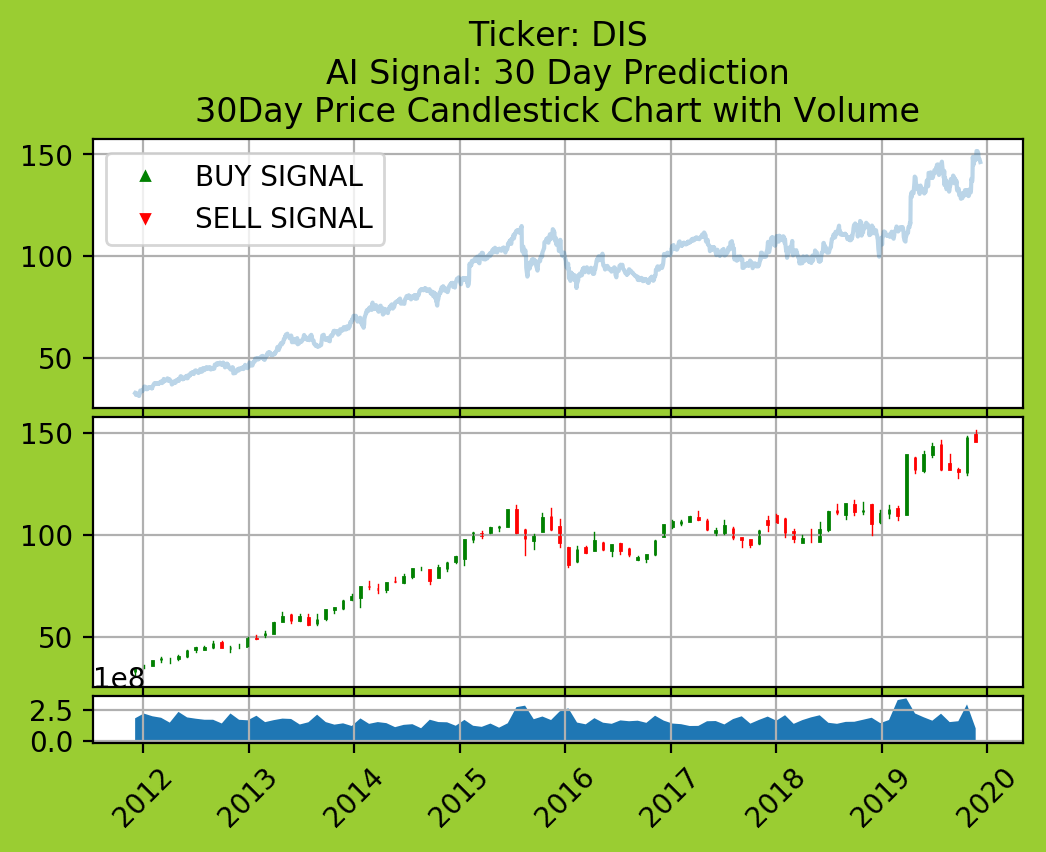 Ticker: DIS
AI Signal: 30 Day Prediction
30Day Price Candlestick Chart with Volume
150
100
50
BUY SIGNAL
SELL SIGNAL
150
100
50
1e8
2.5
0.0
2012
2013
2014
2015
2016
2017
2018
2019
2020